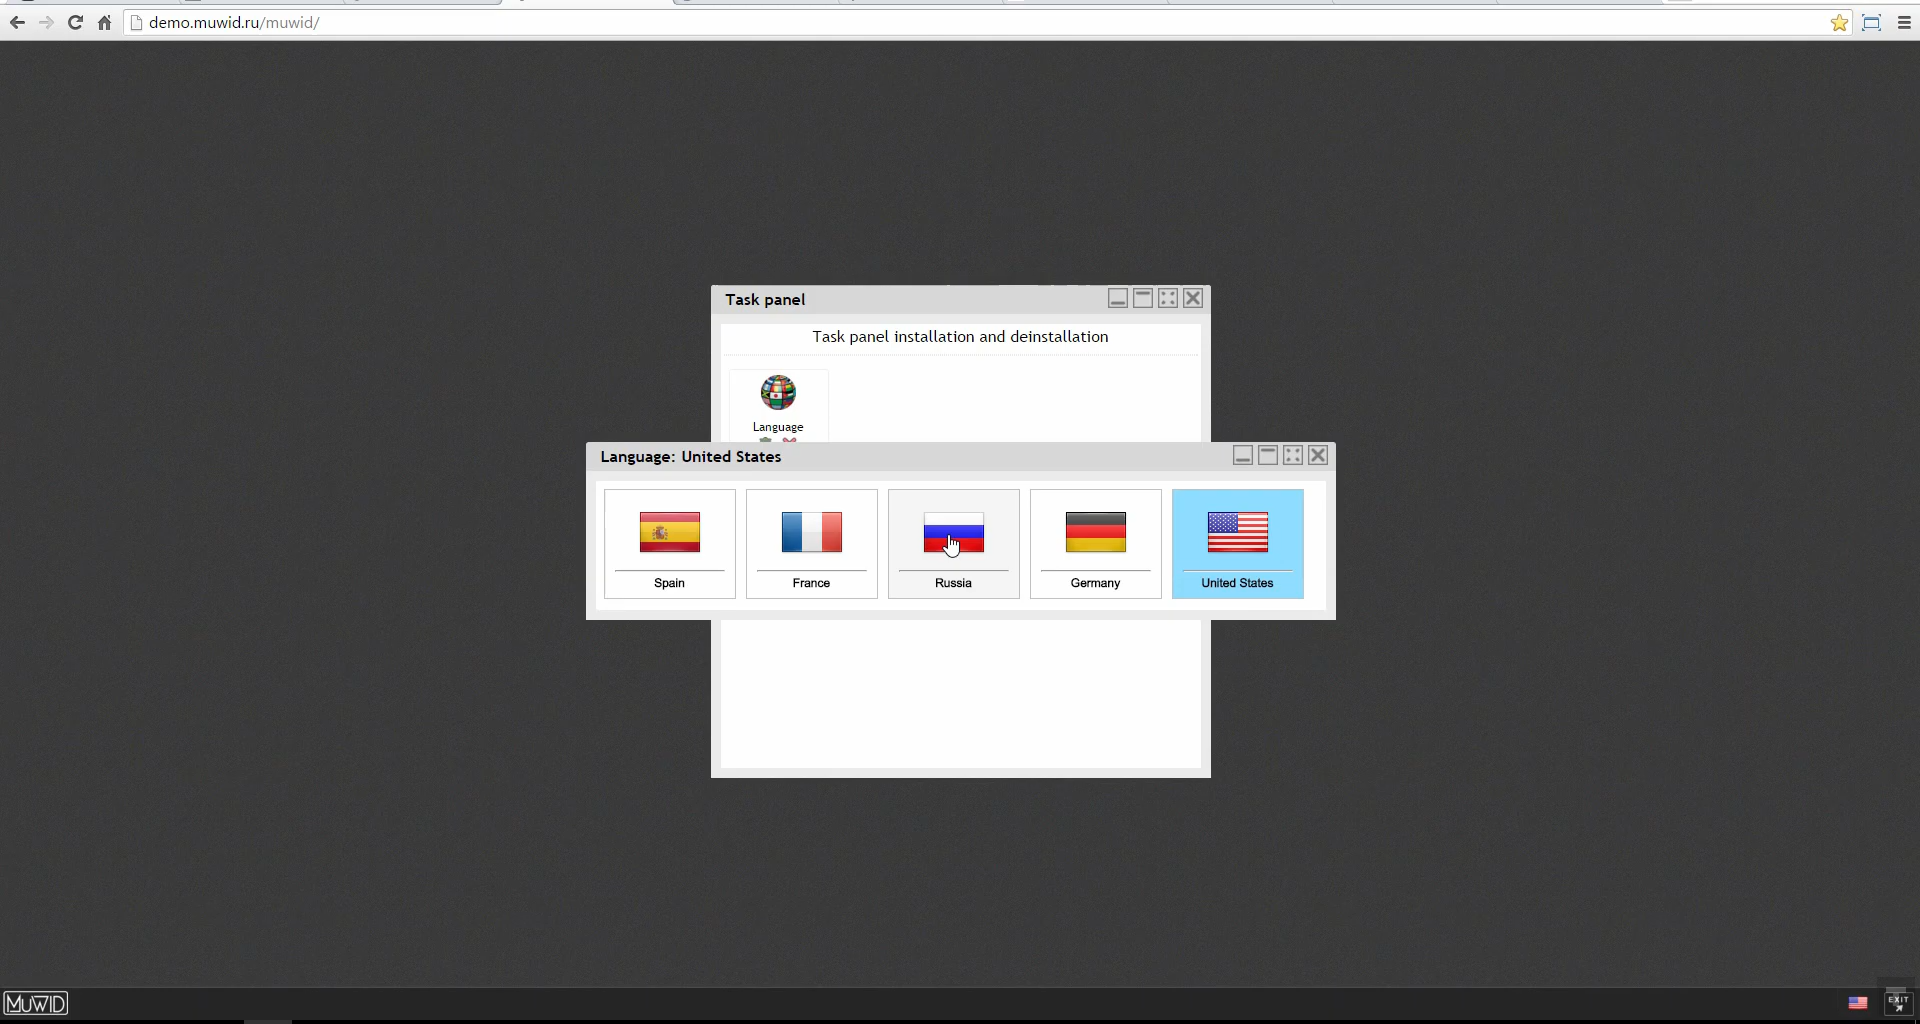 demo.muwid.ru/muwid/
Task panel
Task panel installation and deinstallation
Language
Language: United States
Spain
France
Russia
Germany
United States
MUWID
EXIT